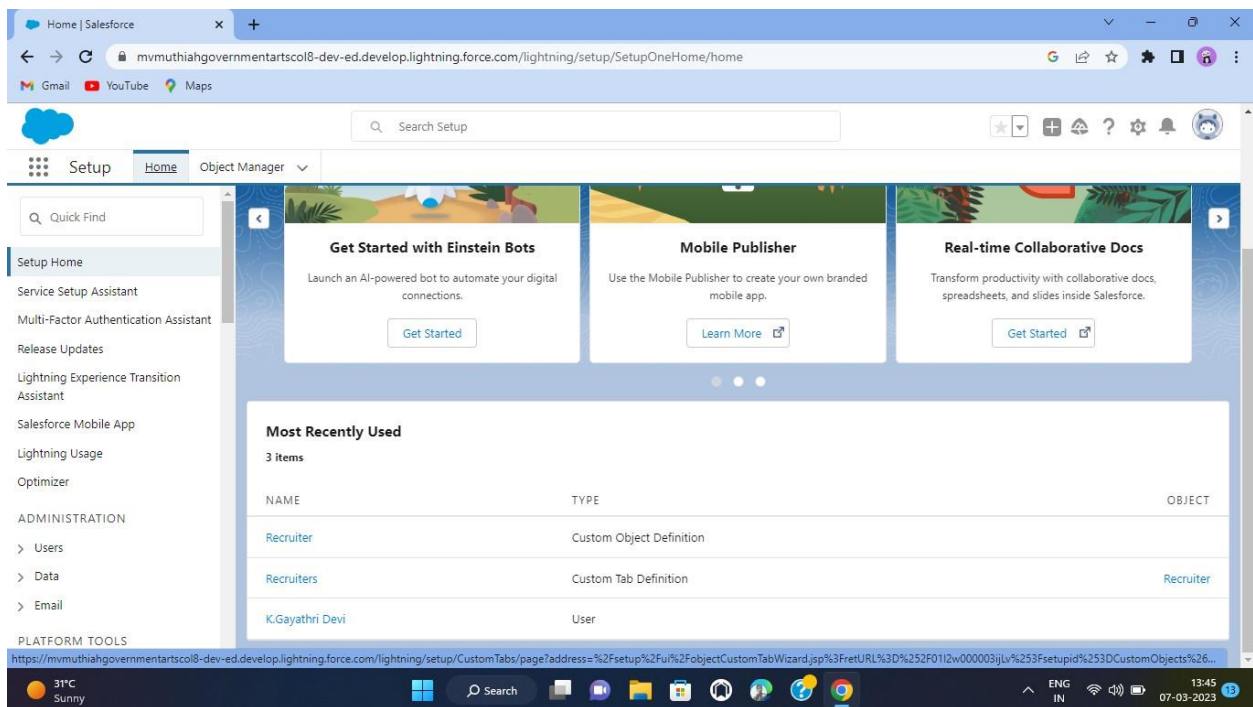 Home | Salesforce
mvmuthiahgovernmentartscol8-dev-ed.develop.lightning.force.com/lightning/setup/SetupOneHome/home
Gmail YouTube Maps
Search Setup
Setup Home Object Manager
Quick Find
Setup Home
Service Setup Assistant
Multi-Factor Authentication Assistant
Release Updates
Lightning Experience Transition
Assistant
Salesforce Mobile App
Lightning Usage
Optimizer
ADMINISTRATION
Users
Data
Email
PLATFORM TOOLS
Get Started with Einstein Bots
Launch an AI-powered bot to automate your digital
connections.
Get Started
Mobile Publisher
Use the Mobile Publisher to create your own branded
mobile app.
Learn More
Real-time Collaborative Docs
Transform productivity with collaborative docs,
spreadsheets, and slides inside Salesforce.
Get Started
Most Recently Used
3 items
NAME TYPE OBJECT
Recruiter Custom Object Definition
Recruiters Custom Tab Definition Recruiter
K.Gayathri Devi User
https://mvmuthiahgovernmentartscol8-dev-ed.develop.lightning.force.com/lightning/setup/CustomTabs/page?address=%2Fsetup%2Fui%2FobjectCustomTabWizard.jsp%3FretURL%3D%252F01I2w000003ijLv%253Fsetupid%253DCustomObjects%26...
31°C
Sunny
Search
ENG
IN
13:45
07-03-2023
13